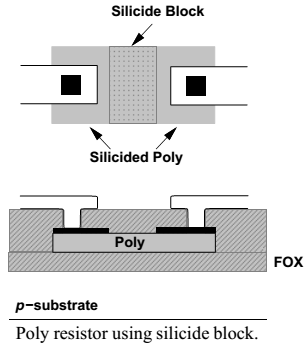 Silicide Block
Silicided Poly
Poly
FOX
p−substrate
Poly resistor using silicide block.